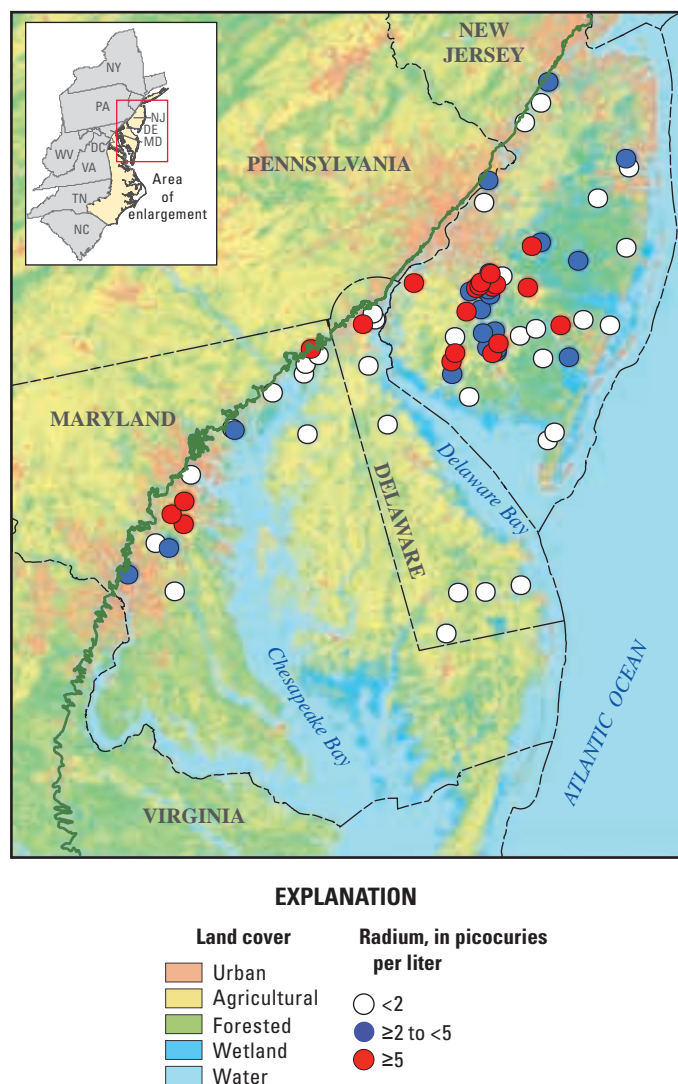 NY
PA
NJ
DE
MD
DC
WV
VA
TN
NC
Area
of
enlargement
NEW
JERSEY
PENNSYLVANIA
MARYLAND
DELAWARE
Delaware Bay
Chesapeake Bay
ATLANTIC OCEAN
VIRGINIA
EXPLANATION
Land cover
Urban
Agricultural
Forested
Wetland
Water
Radium, in picocuries
per liter
<2
≥2 to <5
≥5